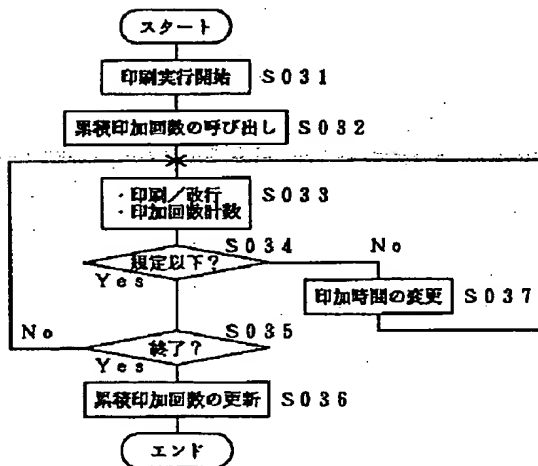 スタート
印刷実行開始 S031
累積印加回数の呼び出し S032
・印刷／改行 S033
・印加回数計数
S034
規定以下？
No
Yes
印加時間の変更 S037
S035
No
終了？
Yes
累積印加回数の更新 S036
エンド